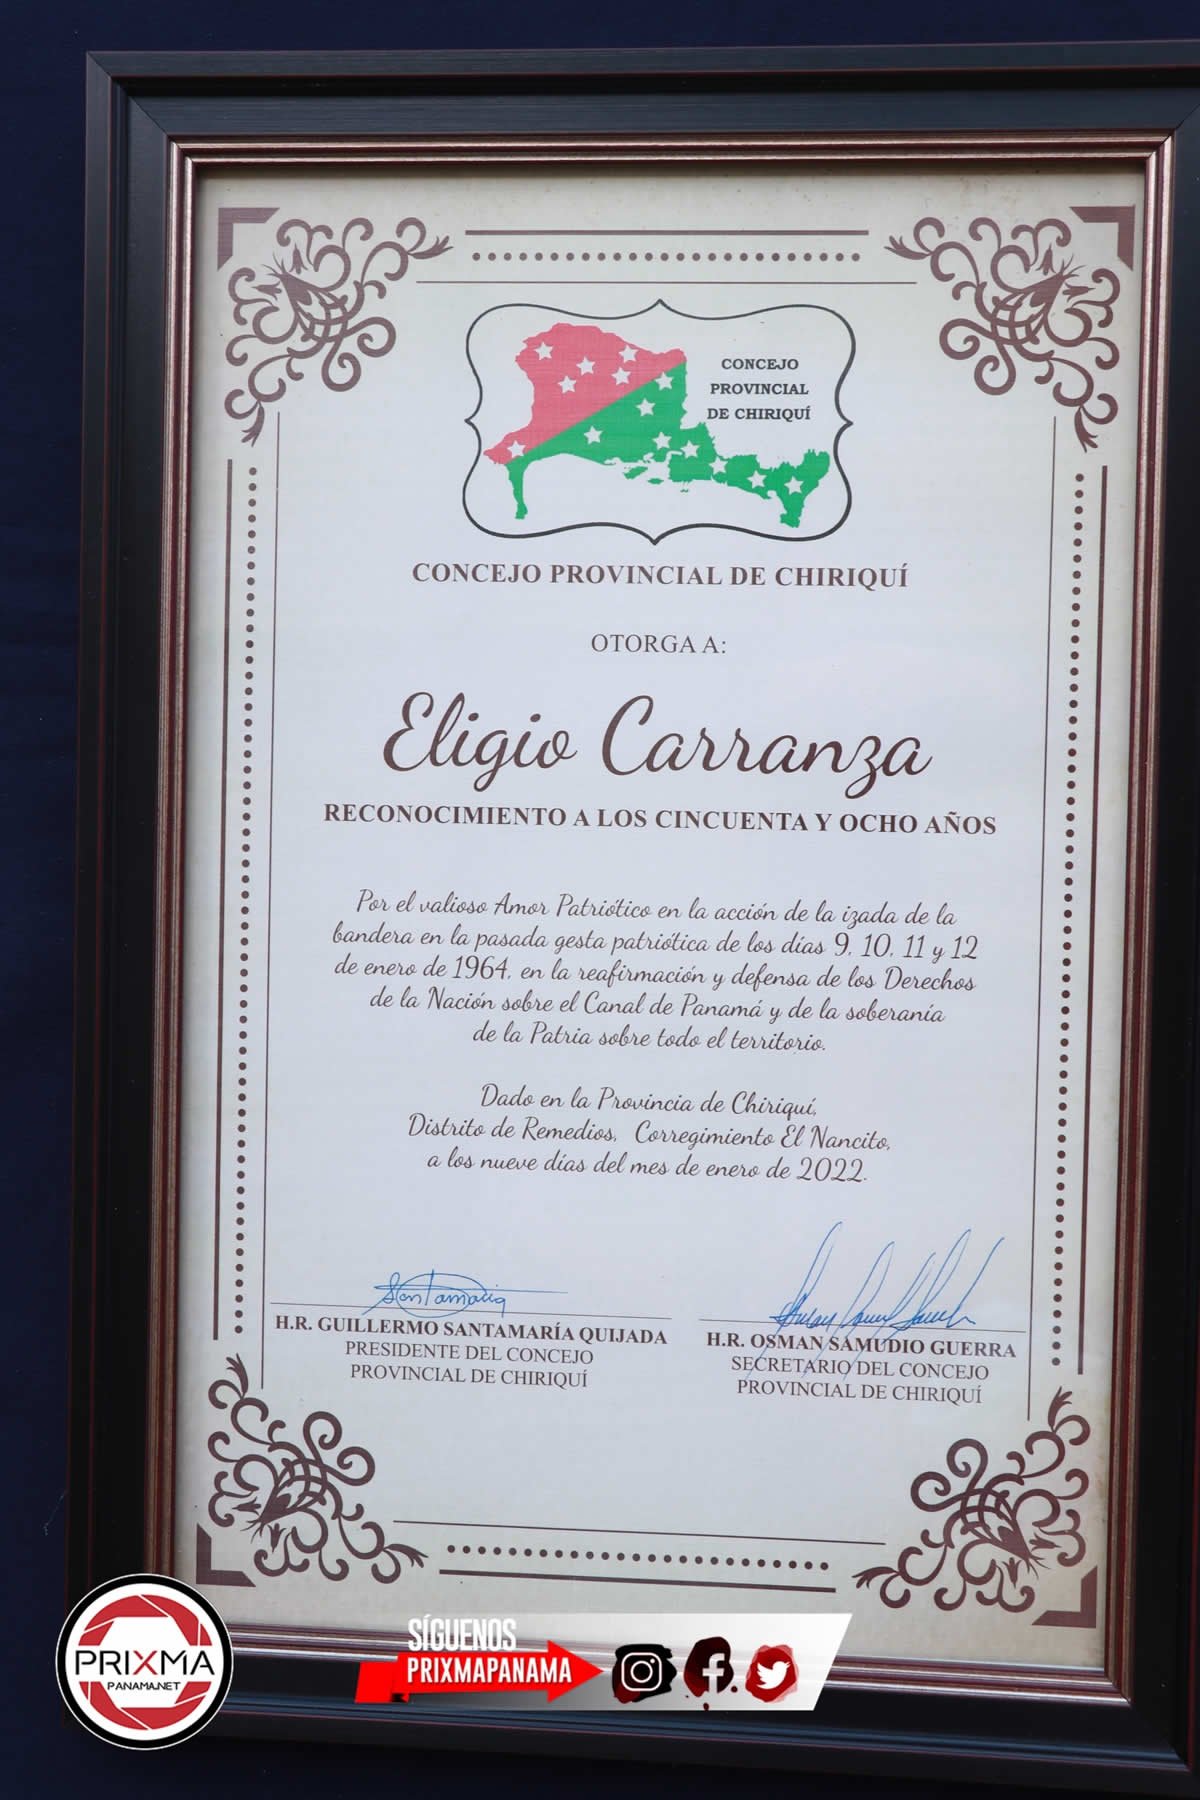 CONCEJO
PROVINCIAL
DE CHIRIQUÍ
CONCEJO PROVINCIAL DE CHIRIQUÍ
OTORGA A:
Eligio Carranza
RECONOCIMIENTO A LOS CINCUENTA Y OCHO AÑOS
Por el valioso Amor Patriótico en la acción de la izada de la
bandera en la pasada gesta patriótica de los días 9, 10, 11 y 12
de enero de 1964, en la reafirmación y defensa de los Derechos
de la Nación sobre el Canal de Panamá y de la soberanía
de la Patria sobre todo el territorio.
Dado en la Provincia de Chiriquí,
Distrito de Remedios, Corregimiento El Nancito,
a los nueve días del mes de enero de 2022.
Santamaria
H.R. GUILLERMO SANTAMARÍA QUIJADA
PRESIDENTE DEL CONCEJO
PROVINCIAL DE CHIRIQUÍ
H.R. OSMAN SAMUDIO GUERRA
SECRETARIO DEL CONCEJO
PROVINCIAL DE CHIRIQUÍ
PRIXMA
PANAMA.NET
SÍGUENOS
PRIXMAPANAMA